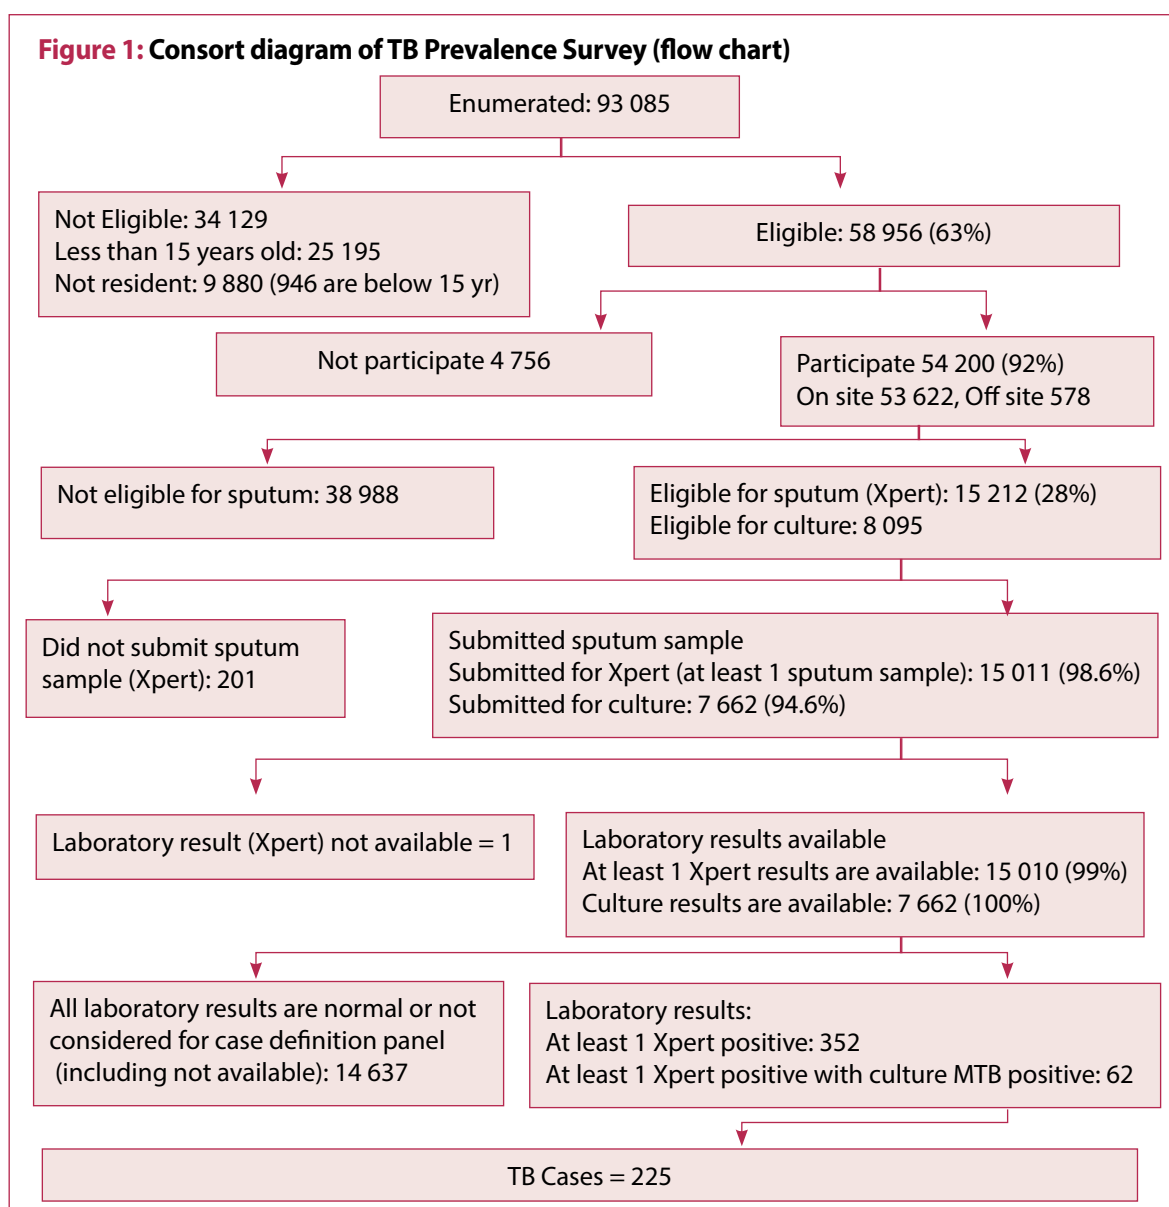 Figure 1: Consort diagram of TB Prevalence Survey (flow chart)
Enumerated: 93 085
Not Eligible: 34 129
Less than 15 years old: 25 195
Not resident: 9 880 (946 are below 15 yr)
Eligible: 58 956 (63%)
Not participate 4 756
Participate 54 200 (92%)
On site 53 622, Off site 578
Not eligible for sputum: 38 988
Eligible for sputum (Xpert): 15 212 (28%)
Eligible for culture: 8 095
Did not submit sputum
sample (Xpert): 201
Submitted sputum sample
Submitted for Xpert (at least 1 sputum sample): 15 011 (98.6%)
Submitted for culture: 7 662 (94.6%)
Laboratory result (Xpert) not available = 1
Laboratory results available
At least 1 Xpert results are available: 15 010 (99%)
Culture results are available: 7 662 (100%)
All laboratory results are normal or not
considered for case definition panel
(including not available): 14 637
Laboratory results:
At least 1 Xpert positive: 352
At least 1 Xpert positive with culture MTB positive: 62
TB Cases = 225